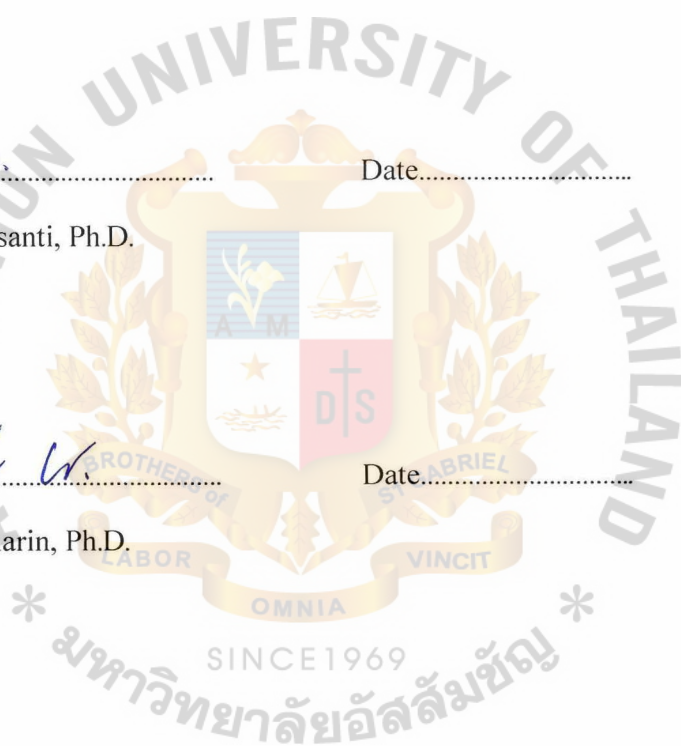 UNIVERSITY OF THAILAND
.............................. Date..............................
santi, Ph.D.
A M
D S
W.
BROTHERS of ST GABRIEL
.............................. Date..............................
arin, Ph.D.
LABOR VINCIT
OMNIA
* *
SINCE1969
มหาวิทยาลัยอัสสัมชัญ